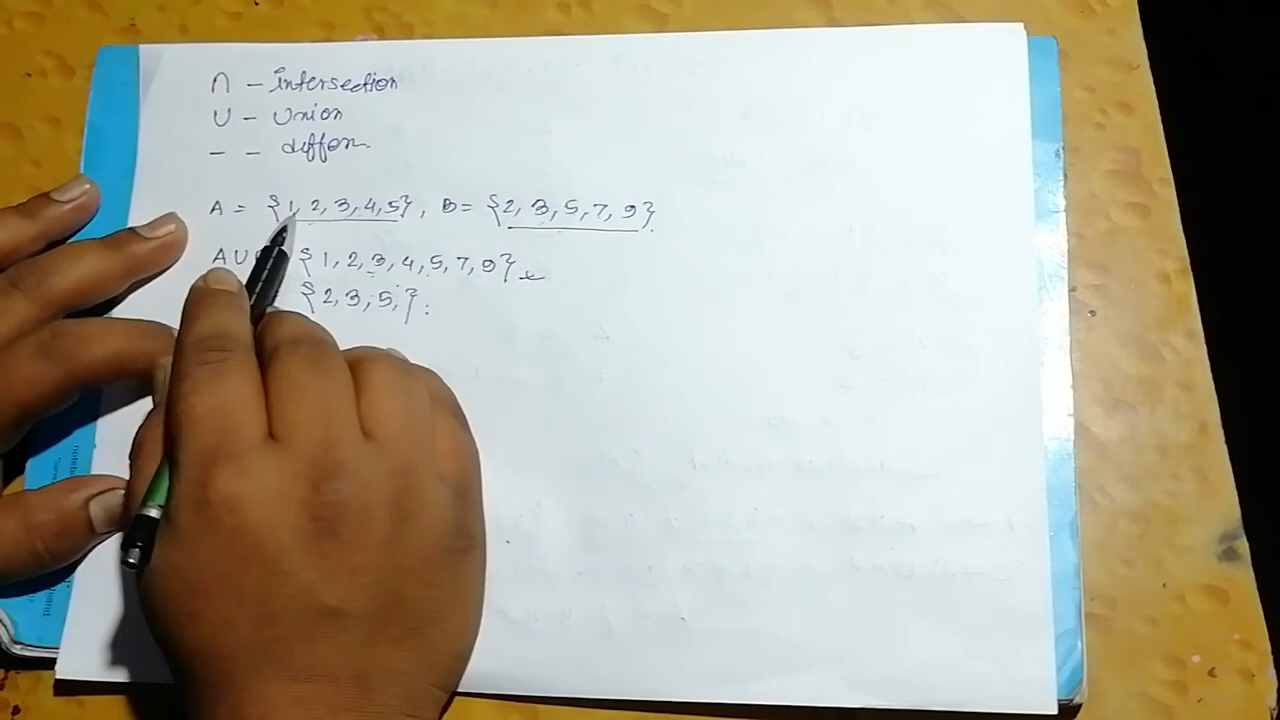 ∩ - Intersection
U - Union
- - differ.
A = {1, 2, 3, 4, 5}, B = {2, 3, 5, 7, 9}.
A U {1, 2, 3, 4, 5, 7, 9}
{2, 3, 5, }.